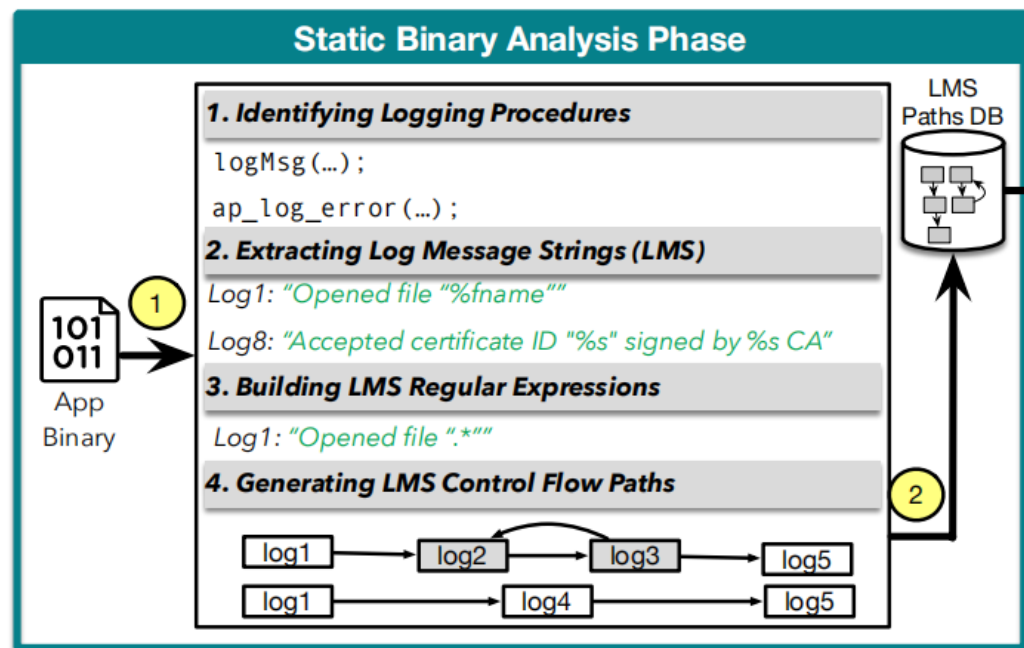 Static Binary Analysis Phase
1. Identifying Logging Procedures
logMsg(…);
ap_log_error(…);
2. Extracting Log Message Strings (LMS)
Log1: “Opened file “%fname””
Log8: “Accepted certificate ID "%s" signed by %s CA”
3. Building LMS Regular Expressions
Log1: “Opened file “.*””
4. Generating LMS Control Flow Paths
log1
log2
log3
log5
log1
log4
log5
101
011
App
Binary
1
2
LMS
Paths DB